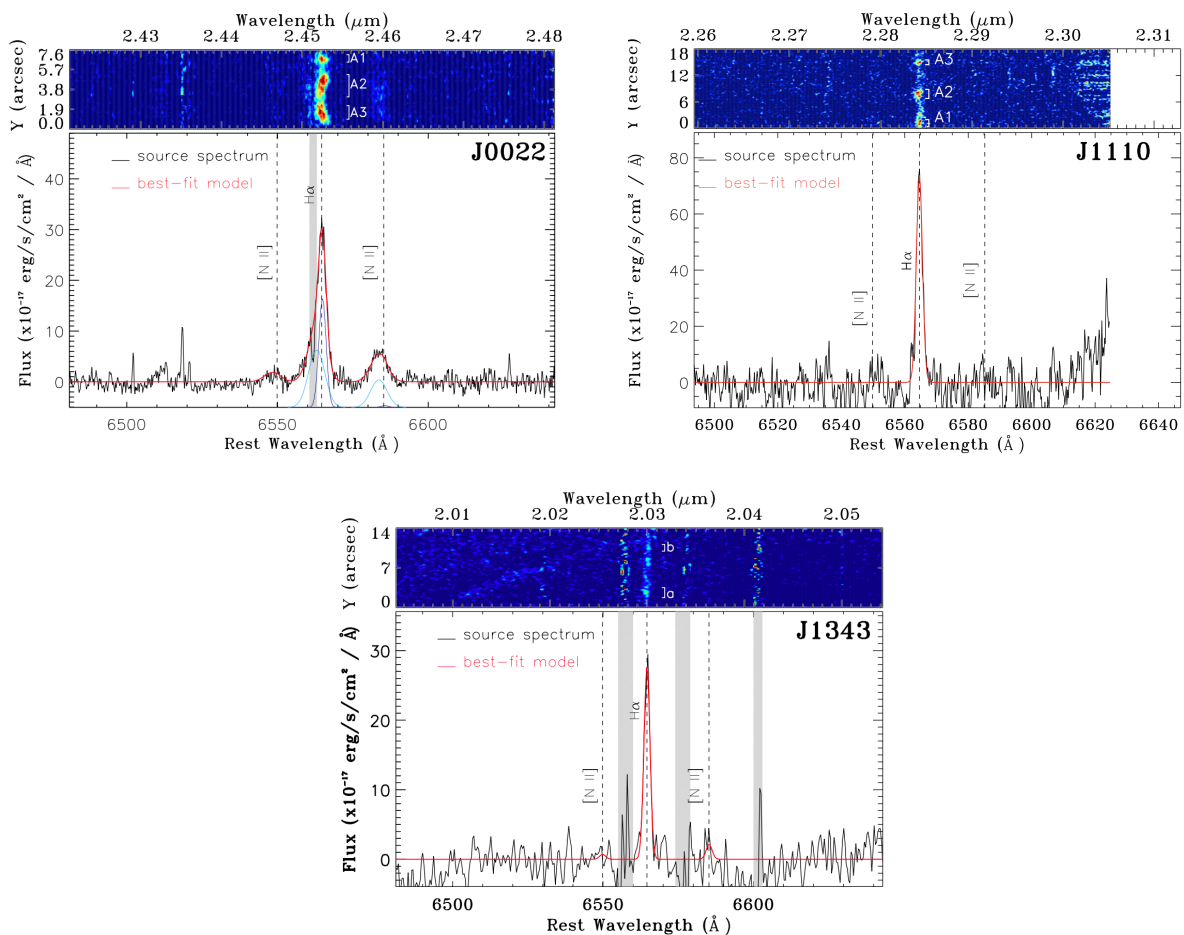 Wavelength (μm)
2.43 2.44 2.45 2.46 2.47 2.48
Y (arcsec)
7.6
5.7
3.8
1.9
0.0
]A1
]A2
]A3
J0022
— source spectrum
— best-fit model
Flux (x10⁻¹⁷ erg/s/cm² / Å)
40
30
20
10
0
[N II]
Hα
[N II]
6500 6550 6600
Rest Wavelength (Å)
Wavelength (μm)
2.26 2.27 2.28 2.29 2.30 2.31
Y (arcsec)
18
12
6
0
A3
A2
A1
J1110
— source spectrum
— best-fit model
Flux (x10⁻¹⁷ erg/s/cm² / Å)
80
60
40
20
0
[N II]
Hα
[N II]
6500 6520 6540 6560 6580 6600 6620 6640
Rest Wavelength (Å)
Wavelength (μm)
2.01 2.02 2.03 2.04 2.05
Y (arcsec)
14
7
0
]b
]a
J1343
— source spectrum
— best-fit model
Flux (x10⁻¹⁷ erg/s/cm² / Å)
30
20
10
0
[N II]
Hα
[N II]
6500 6550 6600
Rest Wavelength (Å)